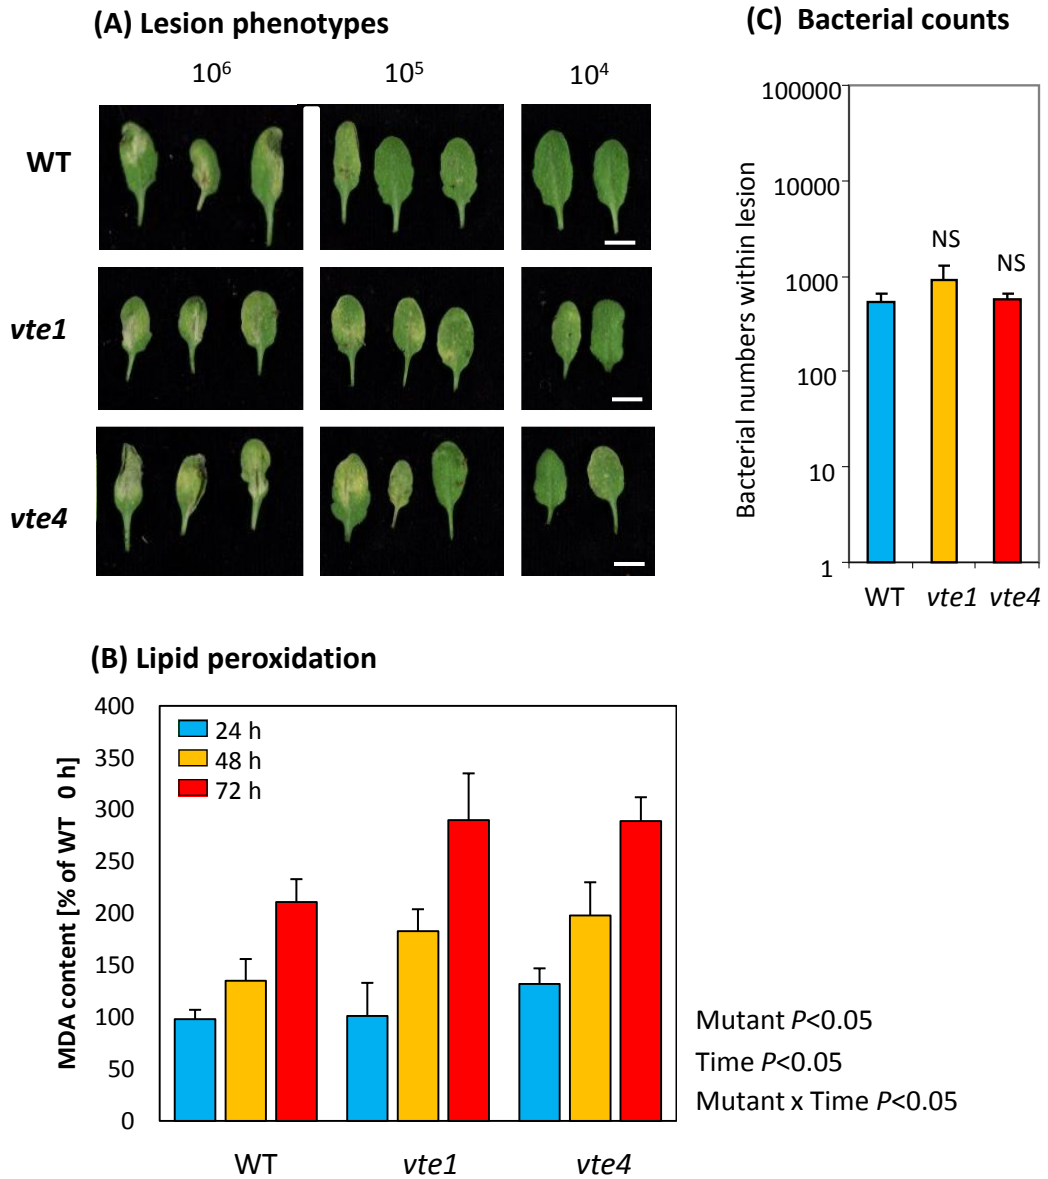 (A) Lesion phenotypes
10⁶ 10⁵ 10⁴
WT
vte1
vte4
(C) Bacterial counts
Bacterial numbers within lesion
100000
10000
1000
100
10
1
NS
NS
WT vte1 vte4
(B) Lipid peroxidation
MDA content [% of WT 0 h]
400
350
300
250
200
150
100
50
0
24 h
48 h
72 h
WT vte1 vte4
Mutant P<0.05
Time P<0.05
Mutant x Time P<0.05